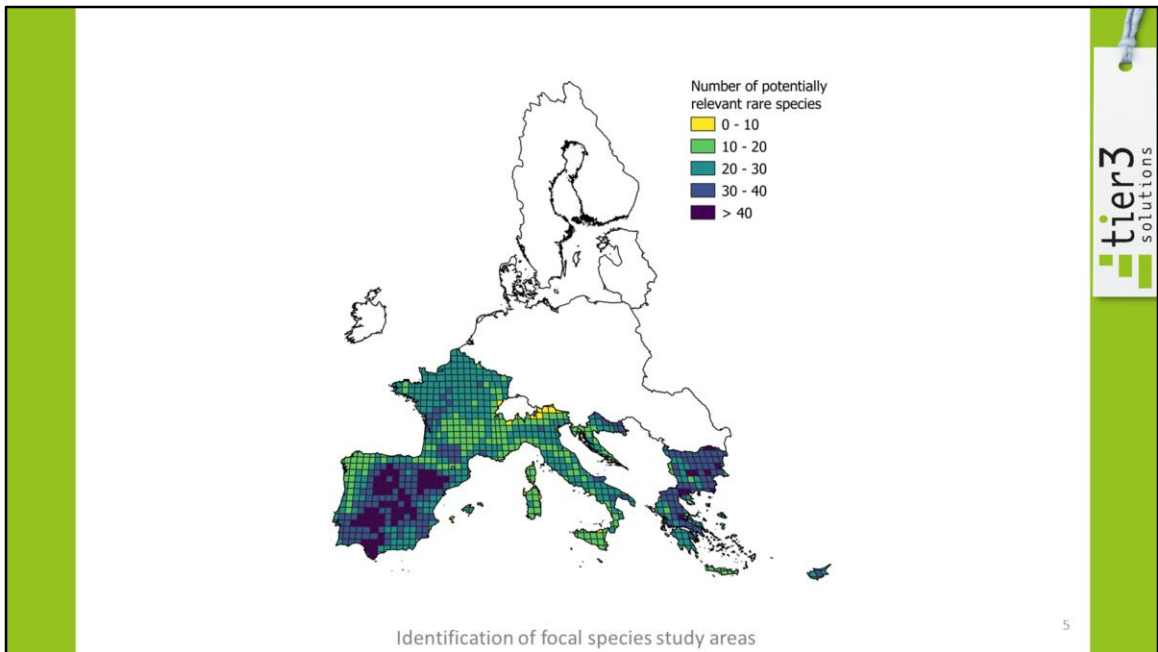 Number of potentially
relevant rare species
0 - 10
10 - 20
20 - 30
30 - 40
> 40
tier3
solutions
Identification of focal species study areas
5